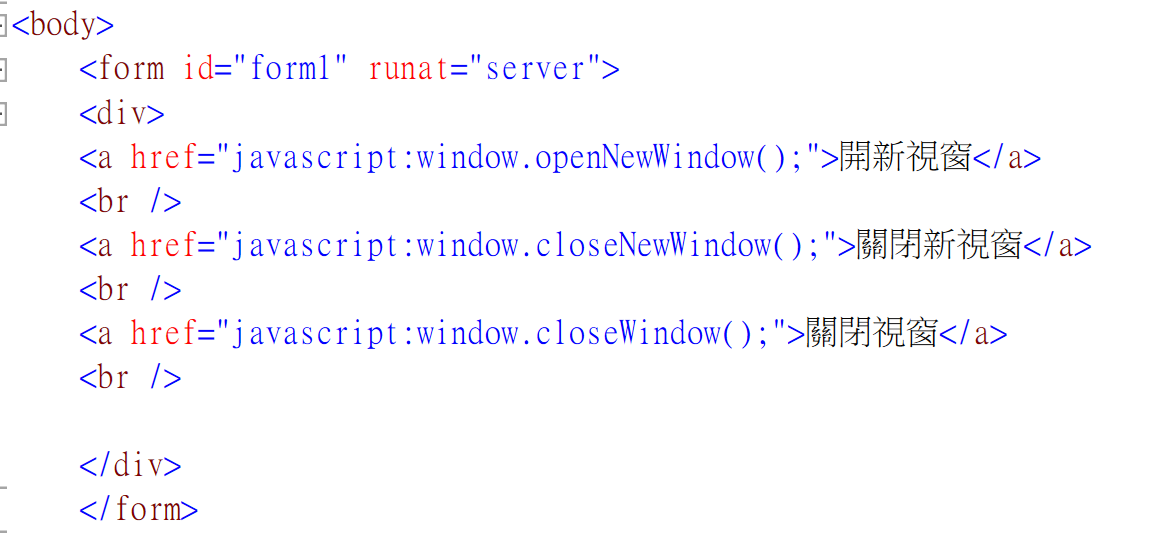 <body>
<form id="form1" runat="server">
<div>
<a href="javascript:window.openNewWindow();">開新視窗</a>
<br />
<a href="javascript:window.closeNewWindow();">關閉新視窗</a>
<br />
<a href="javascript:window.closeWindow();">關閉視窗</a>
<br />
</div>
</form>